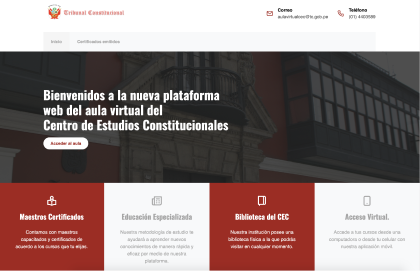 Tribunal Constitucional
Correo
aulavirtualcec@tc.gob.pe
Teléfono
(01) 4403589
Inicio
Certificados emitidos
Bienvenidos a la nueva plataforma
web del aula virtual del
Centro de Estudios Constitucionales
Acceder al aula
Maestros Certificados
Contamos con maestros
capacitados y certificados de
acuerdo a los cursos que tu elijas.
Educación Especializada
Nuestra metodología de estudio te
ayudará a aprender nuevos
conocimientos de manera rápida y
eficaz por medio de nuestra
plataforma.
Biblioteca del CEC
Nuestra institución posee una
biblioteca física a la que podrás
visitar en cualquier momento.
Acceso Virtual.
Accede a tus cursos desde una
computadora o desde tu celular con
nuestra aplicación móvil.